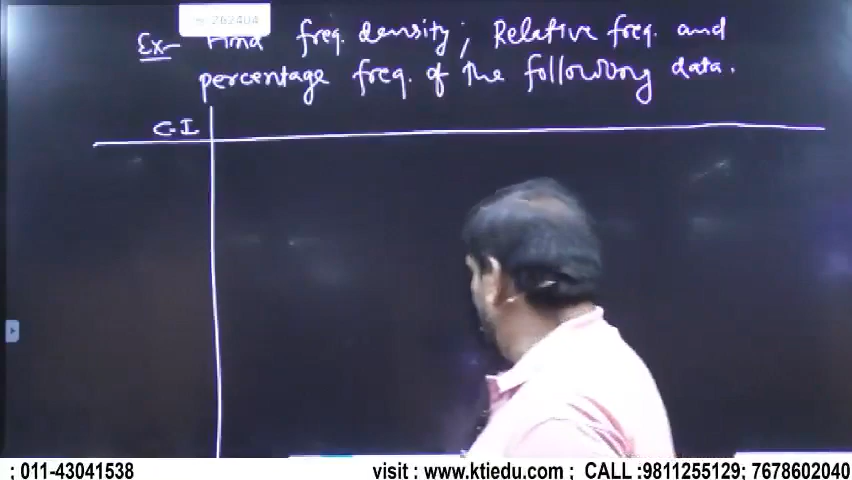 262404
Ex- Find freq. density; Relative freq. and
percentage freq. of the following data.
C.I
; 011-43041538 visit : www.ktiedu.com ; CALL :9811255129; 7678602040